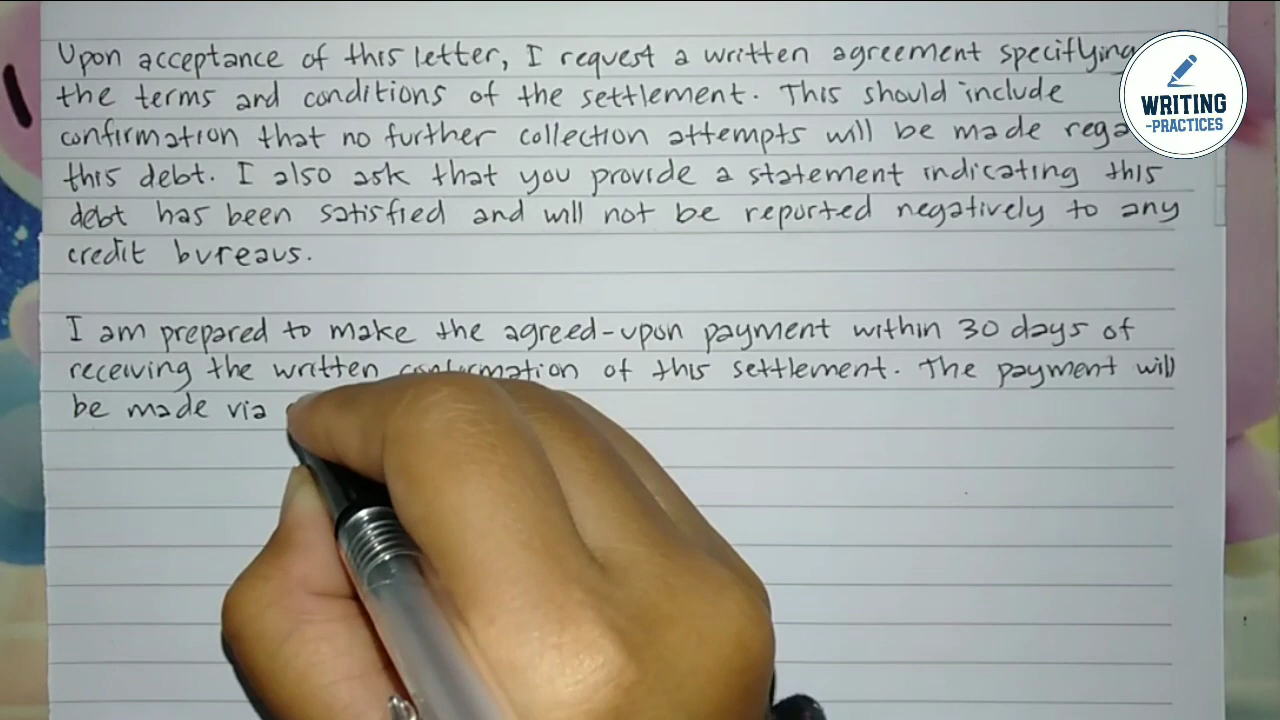 Upon acceptance of this letter, I request a written agreement specifying
the terms and conditions of the settlement. This should include
confirmation that no further collection attempts will be made rega
this debt. I also ask that you provide a statement indicating this
debt has been satisfied and will not be reported negatively to any
credit bureaus.
I am prepared to make the agreed-upon payment within 30 days of
receiving the written confirmation of this settlement. The payment will
be made via
WRITING
-PRACTICES